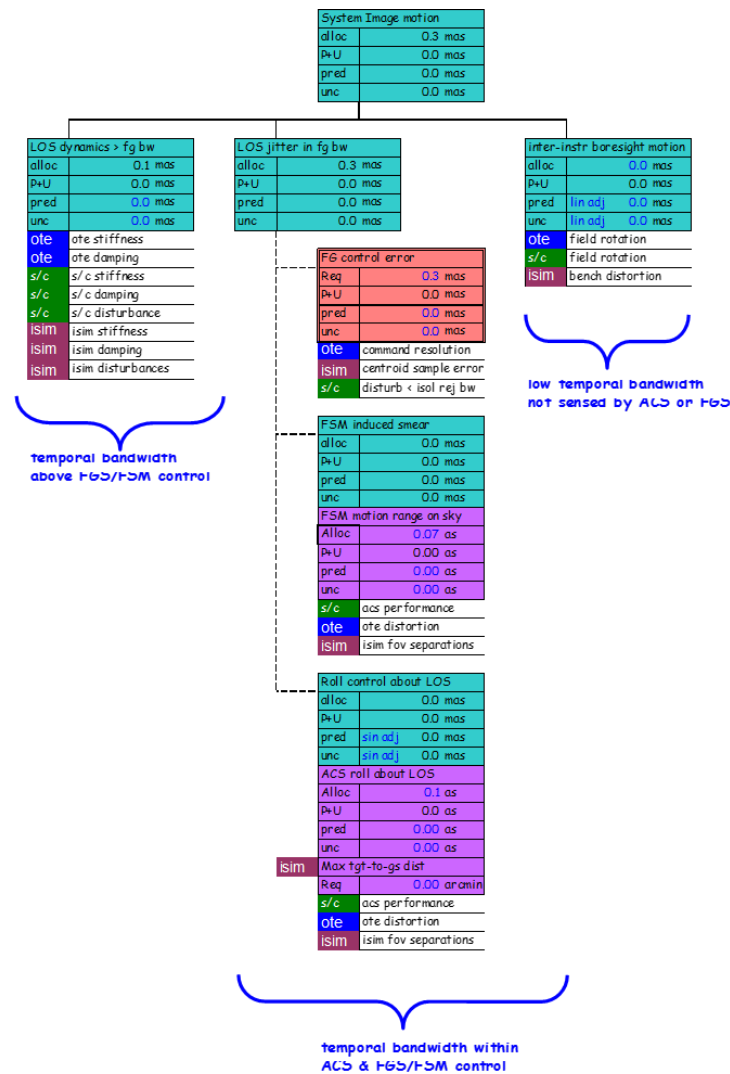 System Image motion
alloc 0.3 mas
P+U 0.0 mas
pred 0.0 mas
unc 0.0 mas
LOS dynamics > fg bw
alloc 0.1 mas
P+U 0.0 mas
pred 0.0 mas
unc 0.0 mas
ote ote stiffness
ote ote damping
s/c s/c stiffness
s/c s/c damping
s/c s/c disturbance
isim isim stiffness
isim isim damping
isim isim disturbances
temporal bandwidth
above FGS/FSM control
LOS jitter in fg bw
alloc 0.3 mas
P+U 0.0 mas
pred 0.0 mas
unc 0.0 mas
FG control error
Req 0.3 mas
P+U 0.0 mas
pred 0.0 mas
unc 0.0 mas
ote command resolution
isim centroid sample error
s/c disturb < isol rej bw
FSM induced smear
alloc 0.0 mas
P+U 0.0 mas
pred 0.0 mas
unc 0.0 mas
FSM motion range on sky
Alloc 0.07 as
P+U 0.00 as
pred 0.00 as
unc 0.00 as
s/c acs performance
ote ote distortion
isim isim fov separations
Roll control about LOS
alloc 0.0 mas
P+U 0.0 mas
pred sin adj 0.0 mas
unc sin adj 0.0 mas
ACS roll about LOS
Alloc 0.1 as
P+U 0.0 as
pred 0.00 as
unc 0.00 as
isim Max tgt-to-gs dist
Req 0.00 arcmin
s/c acs performance
ote ote distortion
isim isim fov separations
temporal bandwidth within
ACS & FGS/FSM control
inter-instr boresight motion
alloc 0.0 mas
P+U 0.0 mas
pred lin adj 0.0 mas
unc lin adj 0.0 mas
ote field rotation
s/c field rotation
isim bench distortion
low temporal bandwidth
not sensed by ACS or FGS